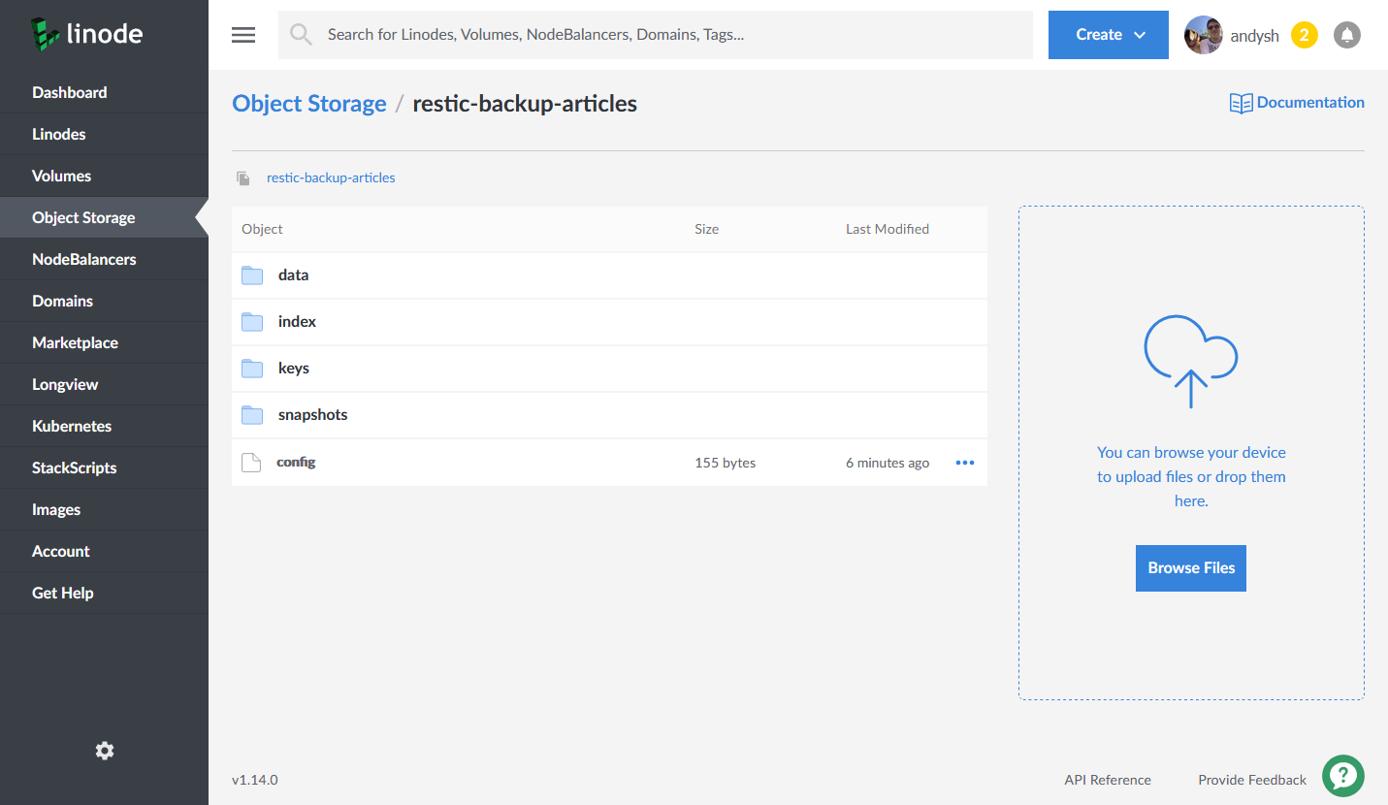 linode
Search for Linodes, Volumes, NodeBalancers, Domains, Tags...
Create
andysh
2
Dashboard
Linodes
Volumes
Object Storage
NodeBalancers
Domains
Marketplace
Longview
Kubernetes
StackScripts
Images
Account
Get Help
Object Storage / restic-backup-articles
Documentation
restic-backup-articles
Object Size Last Modified
data
index
keys
snapshots
config 155 bytes 6 minutes ago
You can browse your device
to upload files or drop them
here.
Browse Files
v1.14.0
API Reference
Provide Feedback
?